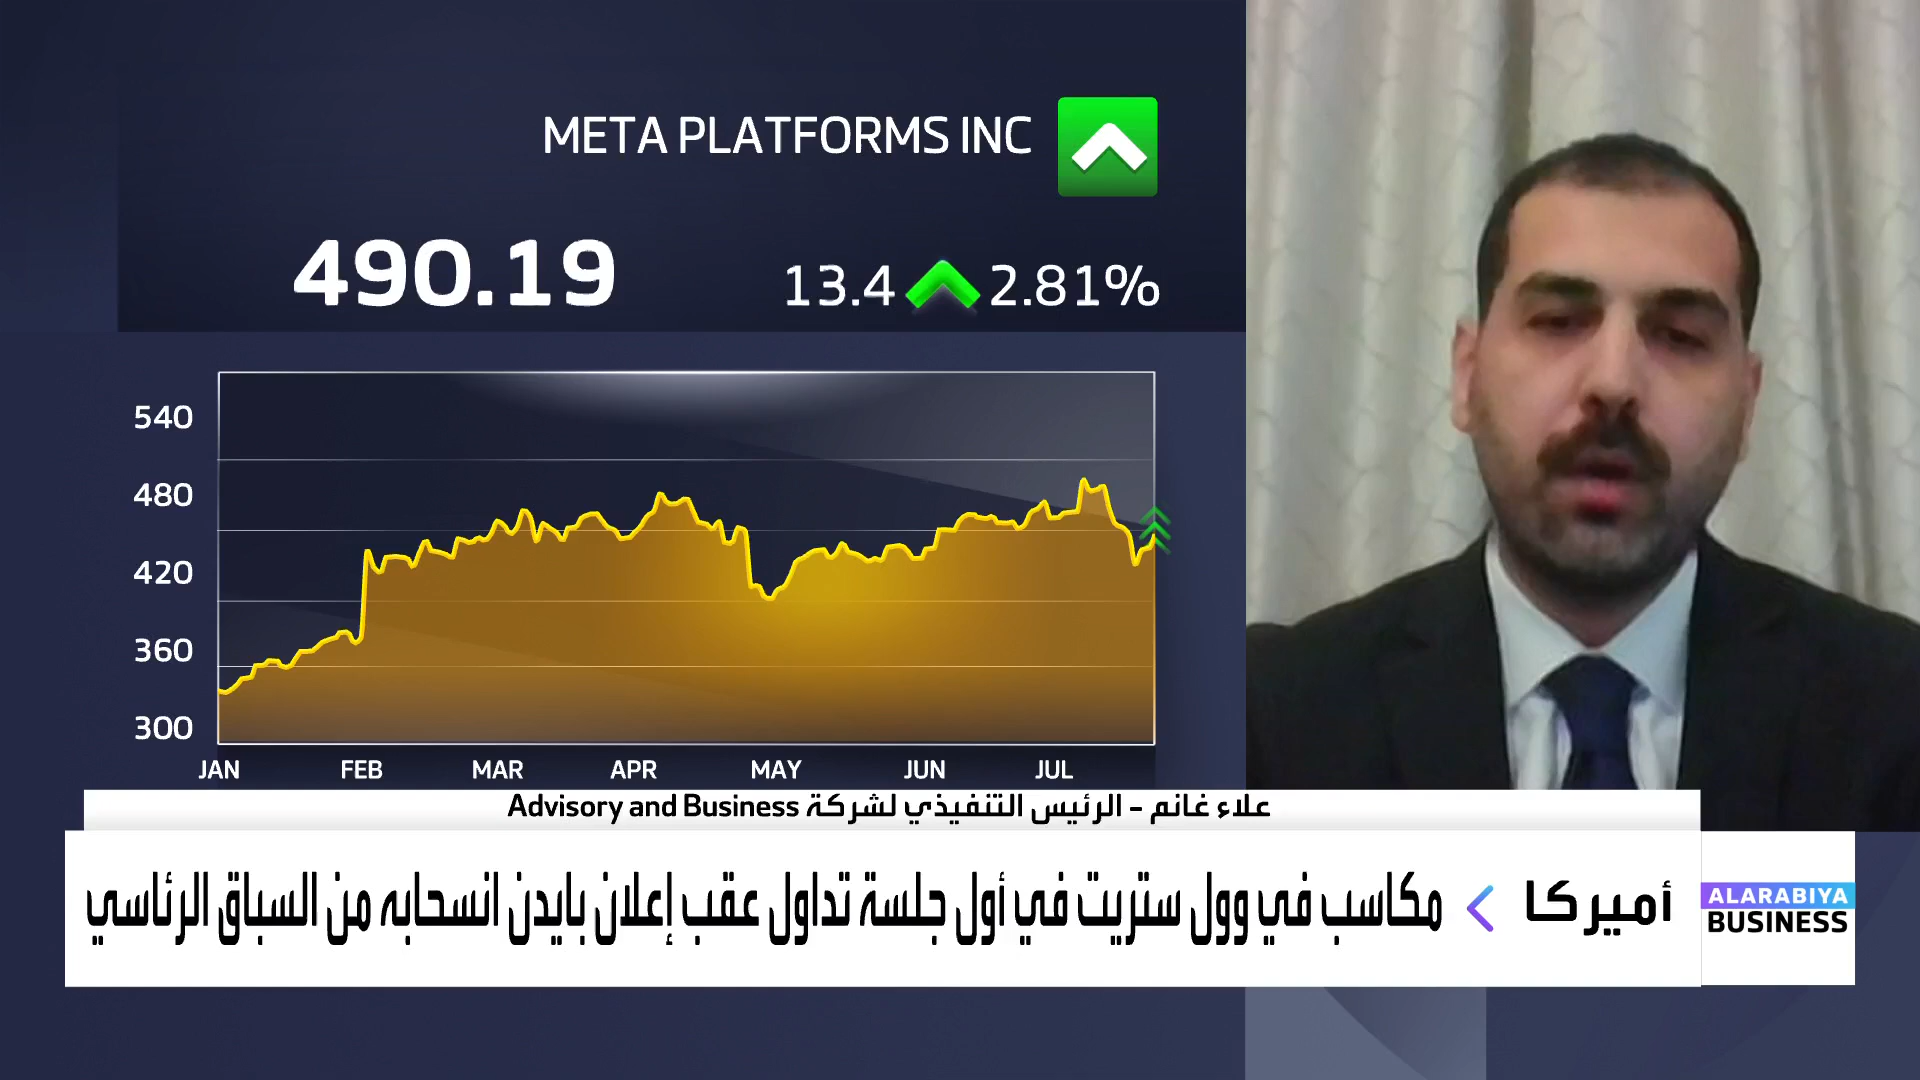 META PLATFORMS INC
490.19
13.4 2.81%
540
480
420
360
300
JAN FEB MAR APR MAY JUN JUL
علاء غانم - الرئيس التنفيذي لشركة Advisory and Business
أميركا
مكاسب في وول ستريت في أول جلسة تداول عقب إعلان بايدن انسحابه من السباق الرئاسي
ALARABIYA
BUSINESS